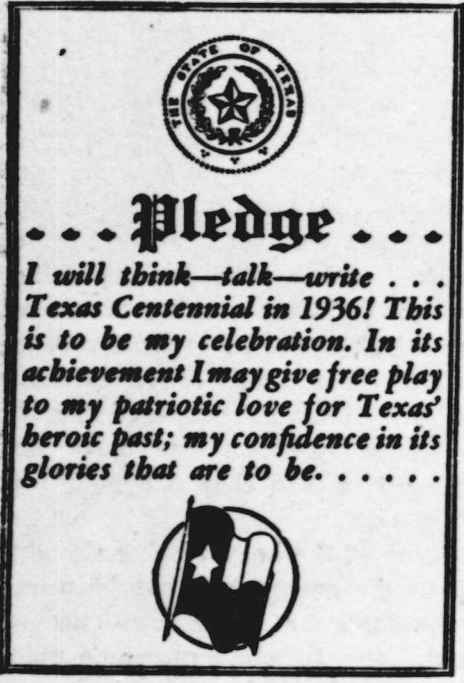 THE STATE OF TEXAS
. . . Pledge . . .
I will think—talk—write . . .
Texas Centennial in 1936! This
is to be my celebration. In its
achievement I may give free play
to my patriotic love for Texas'
heroic past; my confidence in its
glories that are to be. . . . . .